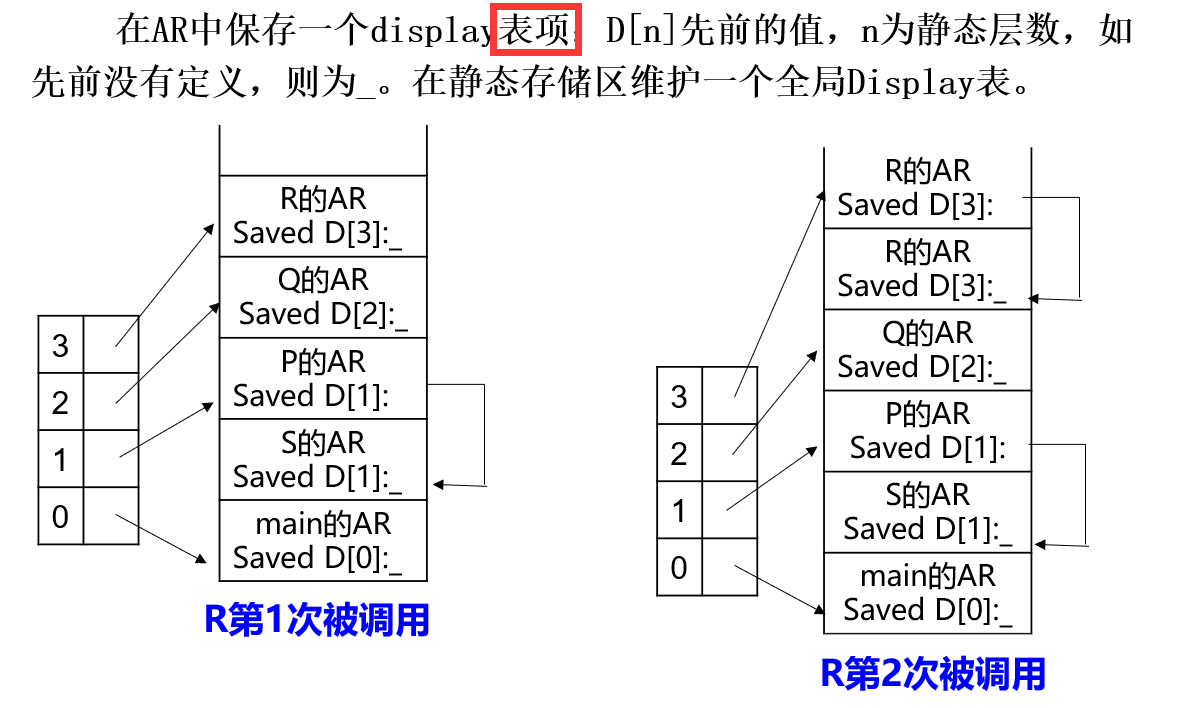 在AR中保存一个display表项：D[n]先前的值，n为静态层数，如
先前没有定义，则为_。在静态存储区维护一个全局Display表。
R的AR
Saved D[3]:_
Q的AR
Saved D[2]:_
P的AR
Saved D[1]:
S的AR
Saved D[1]:_
main的AR
Saved D[0]:_
3
2
1
0
R第1次被调用
R的AR
Saved D[3]:
R的AR
Saved D[3]:_
Q的AR
Saved D[2]:_
P的AR
Saved D[1]:
S的AR
Saved D[1]:_
main的AR
Saved D[0]:_
3
2
1
0
R第2次被调用